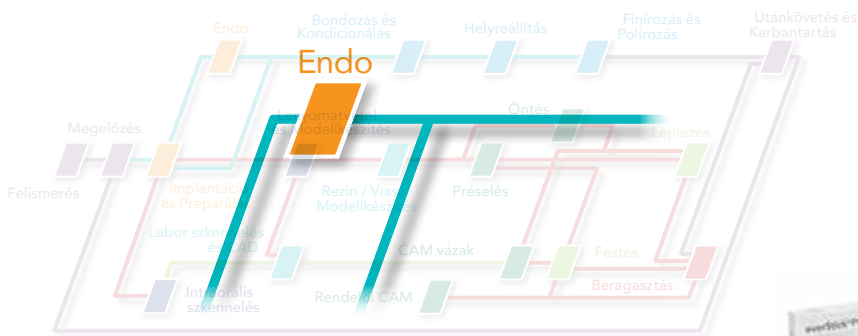 Endo
Bondozás és
Kondicionálás
Helyreállítás
Finírozás és
Polírozás
Utánkövetés és
Karbantartás
Endo
Megelőzés
Felismerés
Implantáció
és Preparálás
Lenyomatvétel
és Modellkészítés
Öntés
Leplezés
Rezin / Viasz
Modellkészítés
Préselés
Labor szkennelés
és CAD
CAM vázak
Festés
Beragasztás
Intraorális
szkennelés
Rendelői CAM
everStick